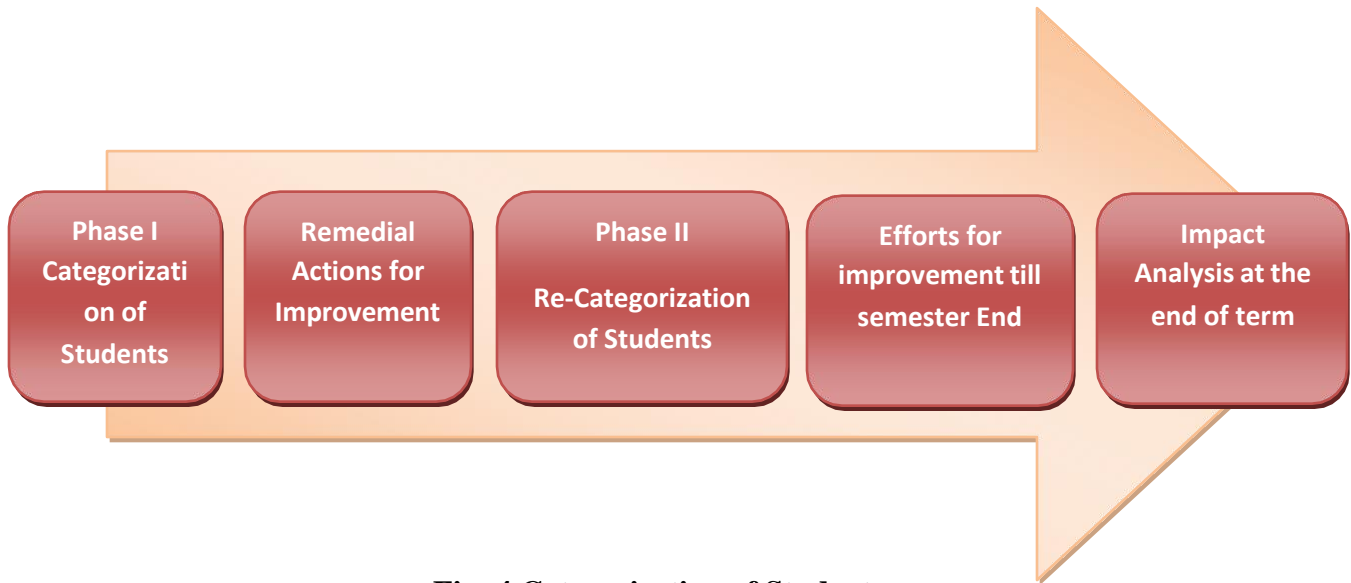 Phase I
Categorizati
on of
Students
Remedial
Actions for
Improvement
Phase II
Re-Categorization
of Students
Efforts for
improvement till
semester End
Impact
Analysis at the
end of term